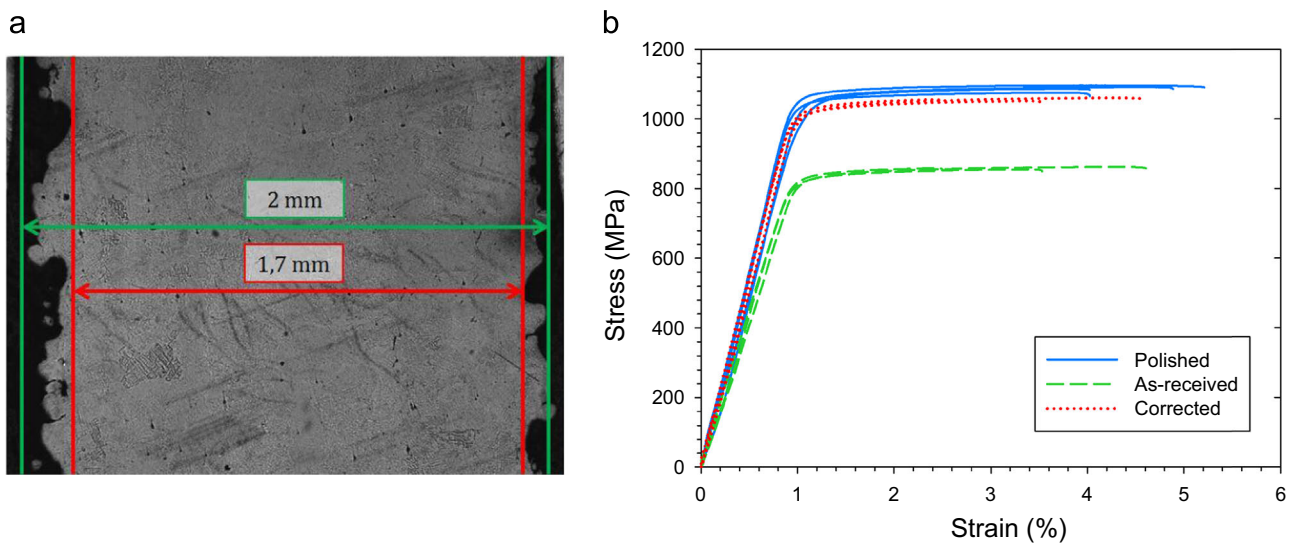 a
2 mm
1,7 mm
b
1200
1000
800
600
400
200
0
0 1 2 3 4 5 6
Stress (MPa)
Strain (%)
Polished
As-received
Corrected